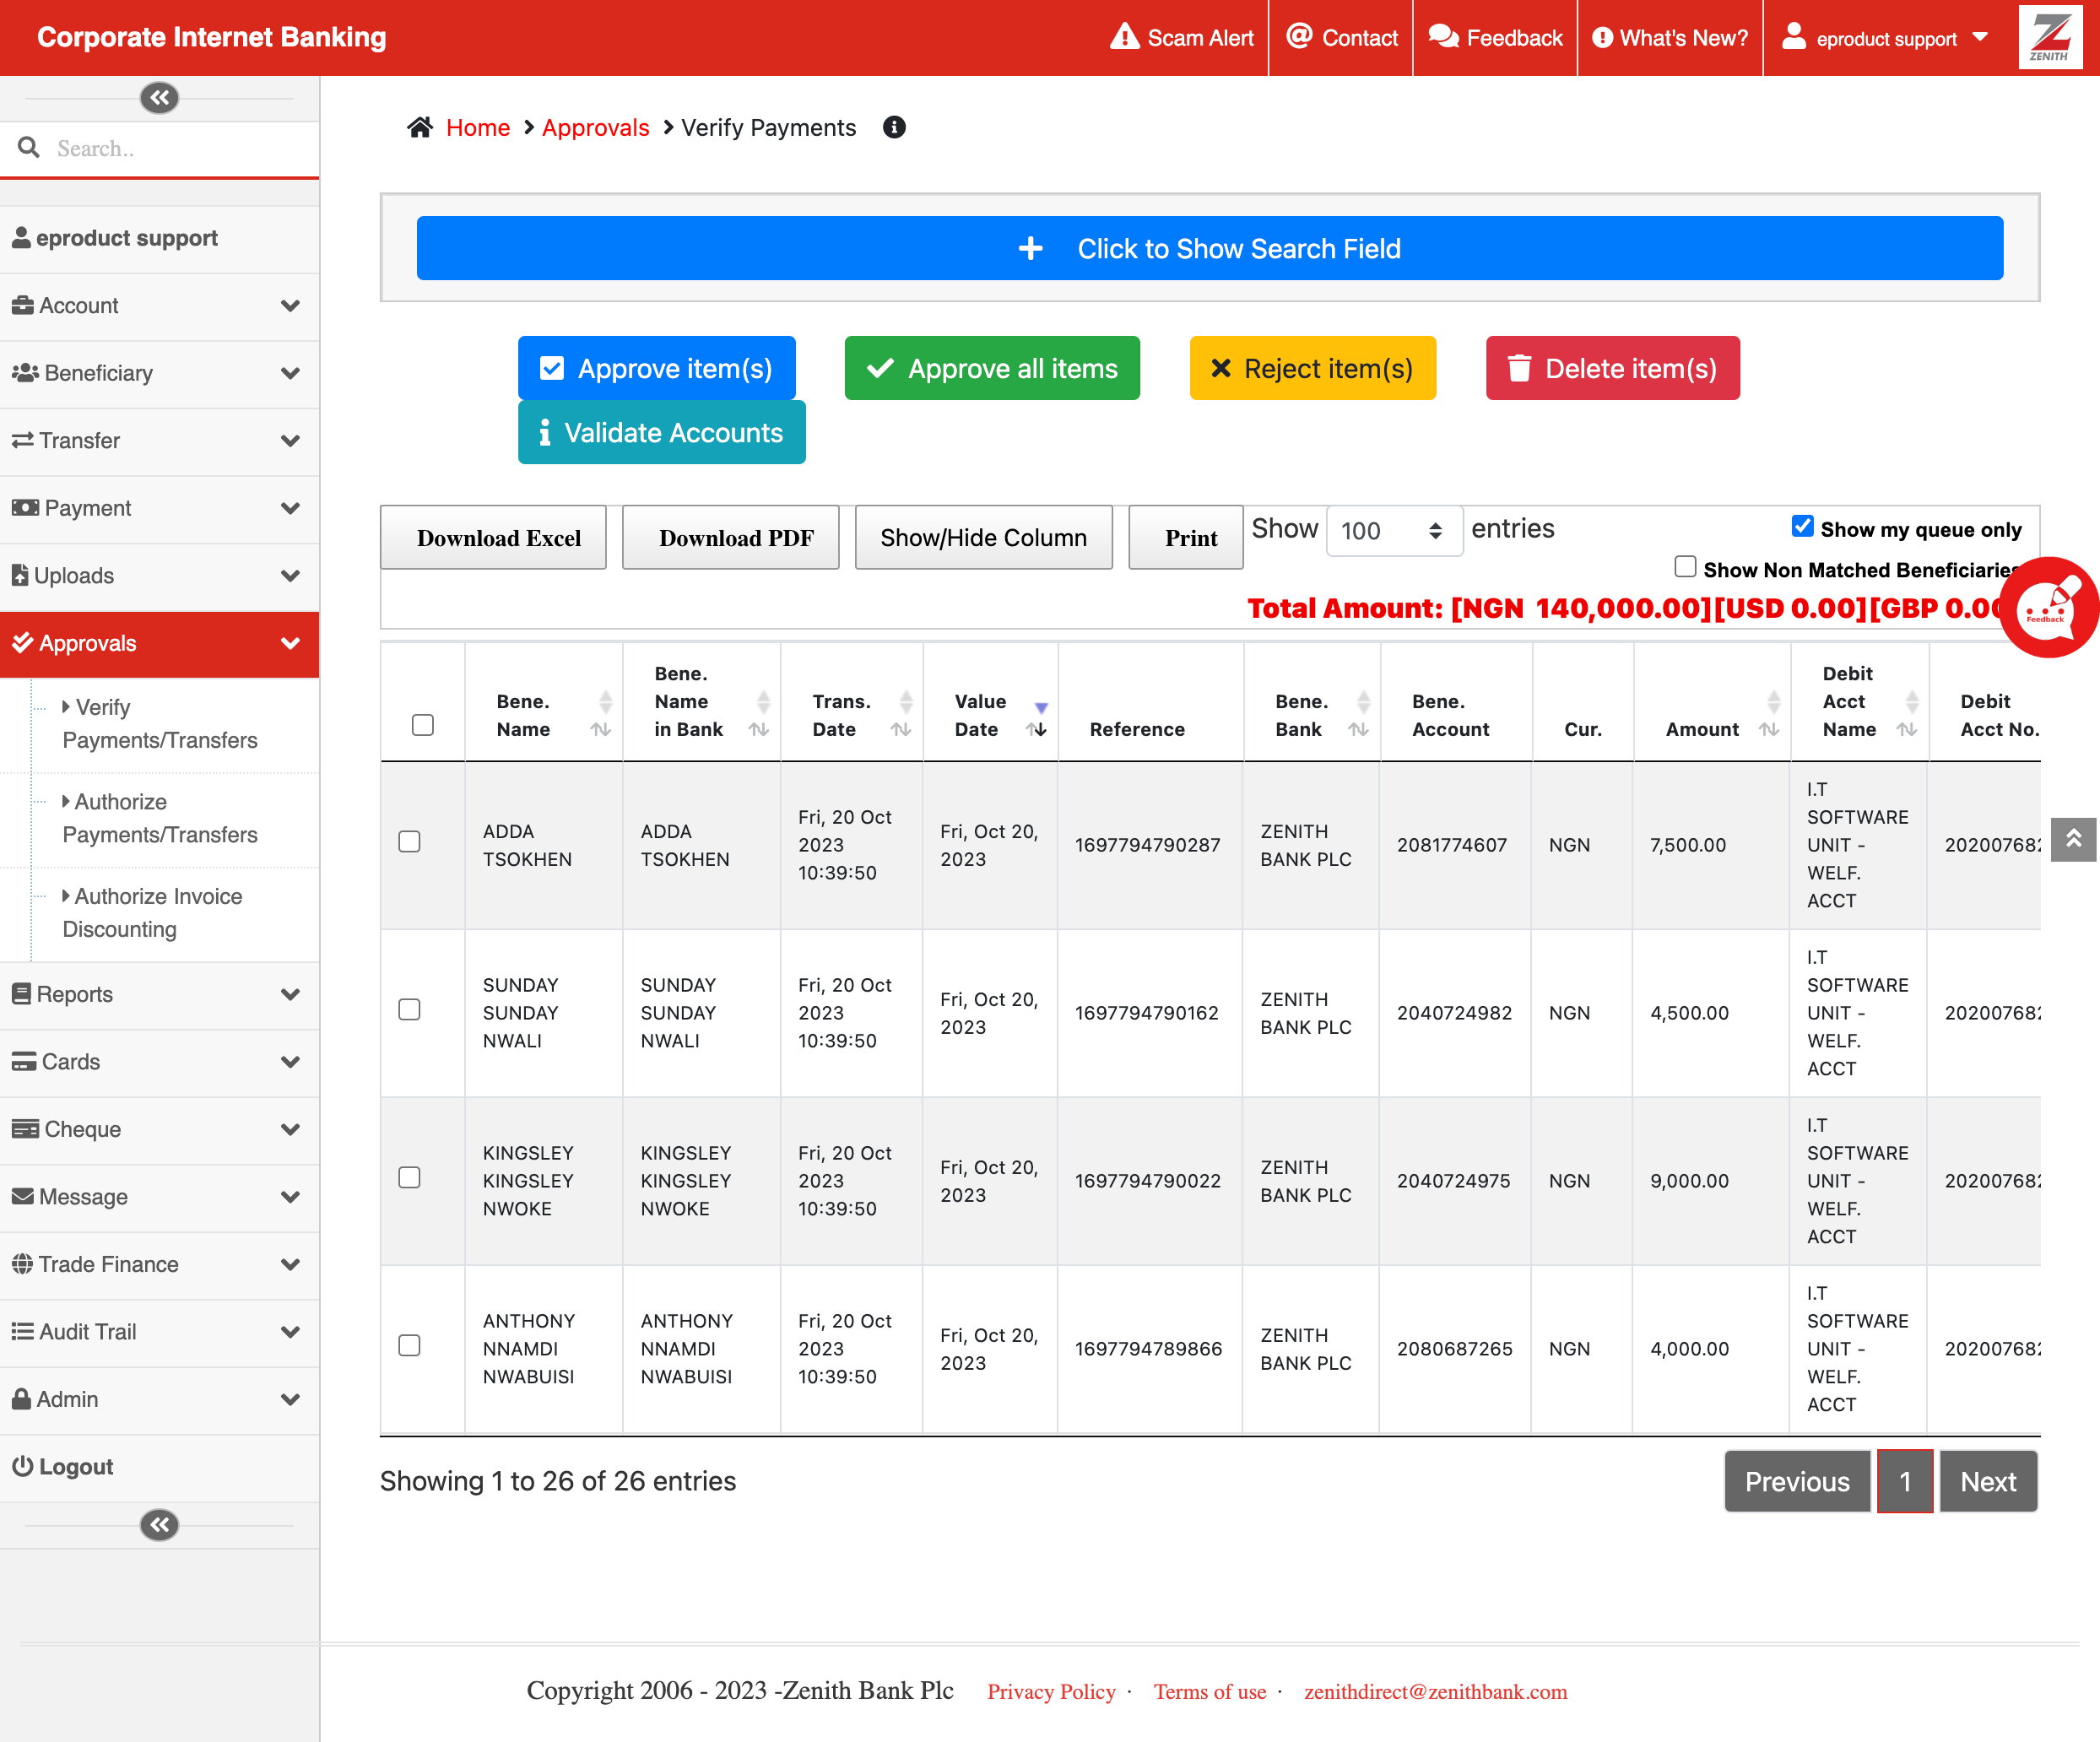 Corporate Internet Banking
Scam Alert
Contact
Feedback
What's New?
eproduct support
ZENITH
Search..
eproduct support
Account
Beneficiary
Transfer
Payment
Uploads
Approvals
Verify
Payments/Transfers
Authorize
Payments/Transfers
Authorize Invoice
Discounting
Reports
Cards
Cheque
Message
Trade Finance
Audit Trail
Admin
Logout
Home Approvals Verify Payments
Click to Show Search Field
Approve item(s)
Approve all items
Reject item(s)
Delete item(s)
Validate Accounts
Download Excel
Download PDF
Show/Hide Column
Print
Show 100 entries
Show my queue only
Show Non Matched Beneficiaries
Total Amount: [NGN 140,000.00][USD 0.00][GBP 0.00
Feedback
Bene.
Name
Bene.
Name
in Bank
Trans.
Date
Value
Date
Reference
Bene.
Bank
Bene.
Account
Cur.
Amount
Debit
Acct
Name
Debit
Acct No.
ADDA
TSOKHEN
ADDA
TSOKHEN
Fri, 20 Oct
2023
10:39:50
Fri, Oct 20,
2023
1697794790287
ZENITH
BANK PLC
2081774607
NGN
7,500.00
I.T
SOFTWARE
UNIT -
WELF.
ACCT
202007682
SUNDAY
SUNDAY
NWALI
SUNDAY
SUNDAY
NWALI
Fri, 20 Oct
2023
10:39:50
Fri, Oct 20,
2023
1697794790162
ZENITH
BANK PLC
2040724982
NGN
4,500.00
I.T
SOFTWARE
UNIT -
WELF.
ACCT
202007682
KINGSLEY
KINGSLEY
NWOKE
KINGSLEY
KINGSLEY
NWOKE
Fri, 20 Oct
2023
10:39:50
Fri, Oct 20,
2023
1697794790022
ZENITH
BANK PLC
2040724975
NGN
9,000.00
I.T
SOFTWARE
UNIT -
WELF.
ACCT
202007682
ANTHONY
NNAMDI
NWABUISI
ANTHONY
NNAMDI
NWABUISI
Fri, 20 Oct
2023
10:39:50
Fri, Oct 20,
2023
1697794789866
ZENITH
BANK PLC
2080687265
NGN
4,000.00
I.T
SOFTWARE
UNIT -
WELF.
ACCT
202007682
Showing 1 to 26 of 26 entries
Previous 1 Next
Copyright 2006 - 2023 -Zenith Bank Plc Privacy Policy · Terms of use · zenithdirect@zenithbank.com